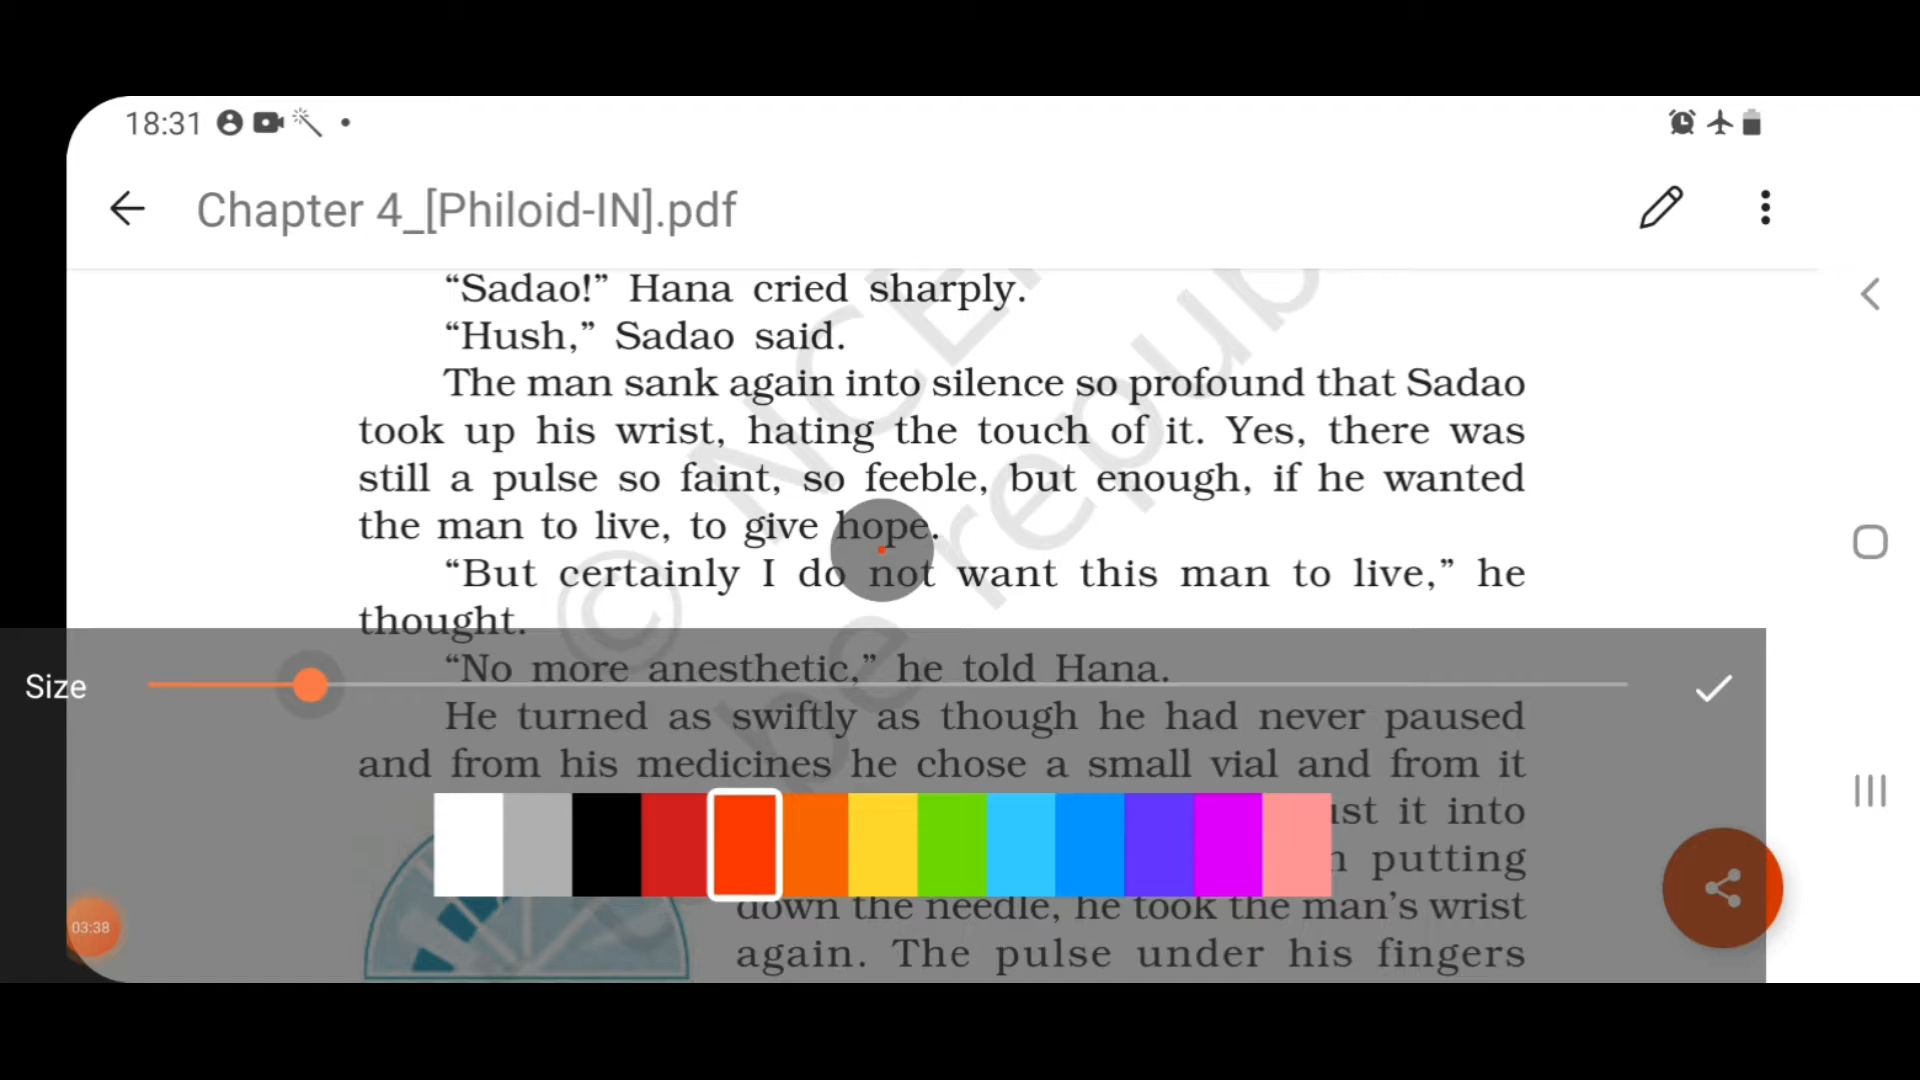 18:31
Chapter 4_[Philoid-IN].pdf
“Sadao!” Hana cried sharply.
“Hush,” Sadao said.
The man sank again into silence so profound that Sadao
took up his wrist, hating the touch of it. Yes, there was
still a pulse so faint, so feeble, but enough, if he wanted
the man to live, to give hope.
“But certainly I do not want this man to live,” he
thought.
“No more anesthetic,” he told Hana.
Size
He turned as swiftly as though he had never paused
and from his medicines he chose a small vial and from it
it into
putting
03:38
down the needle, he took the man’s wrist
again. The pulse under his fingers
© be repub